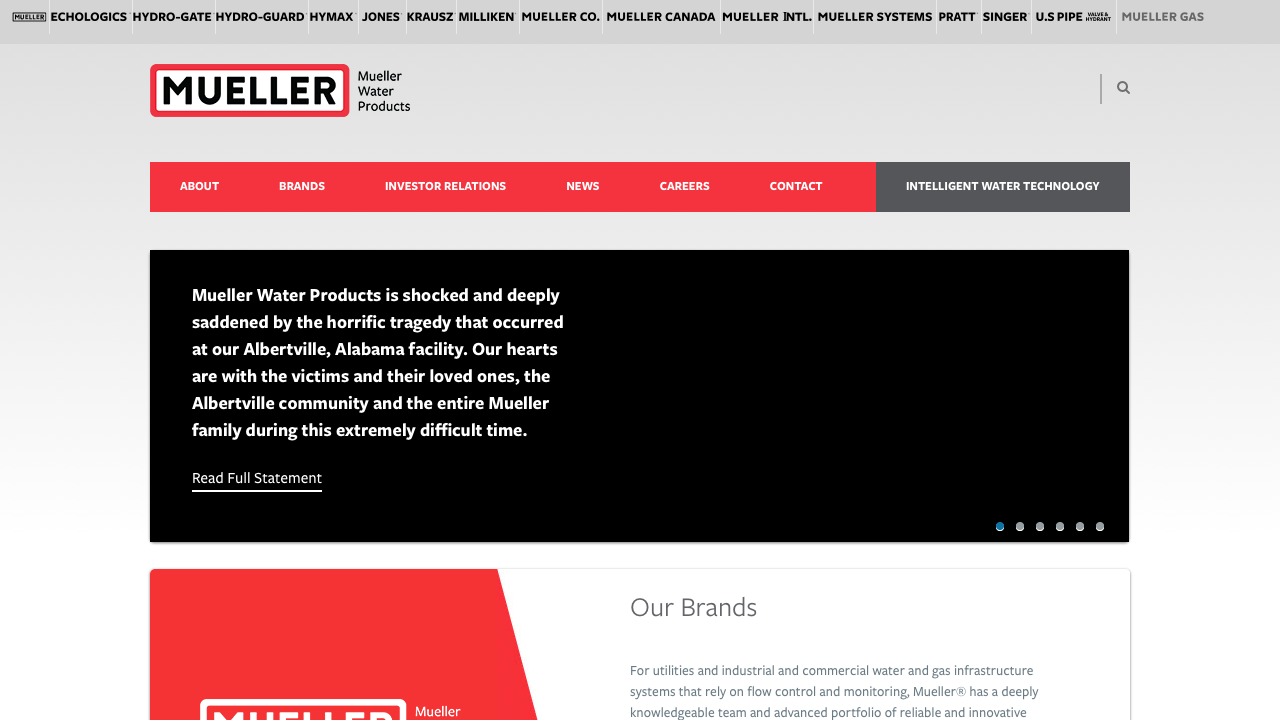 MUELLER ECHOLOGICS HYDRO-GATE HYDRO-GUARD HYMAX JONES KRAUSZ MILLIKEN MUELLER CO. MUELLER CANADA MUELLER INTL. MUELLER SYSTEMS PRATT SINGER U.S PIPE VALVE & HYDRANT MUELLER GAS
MUELLER
Mueller
Water
Products
ABOUT BRANDS INVESTOR RELATIONS NEWS CAREERS CONTACT INTELLIGENT WATER TECHNOLOGY
Mueller Water Products is shocked and deeply
saddened by the horrific tragedy that occurred
at our Albertville, Alabama facility. Our hearts
are with the victims and their loved ones, the
Albertville community and the entire Mueller
family during this extremely difficult time.
Read Full Statement
MUELLER
Mueller
Our Brands
For utilities and industrial and commercial water and gas infrastructure
systems that rely on flow control and monitoring, Mueller® has a deeply
knowledgeable team and advanced portfolio of reliable and innovative